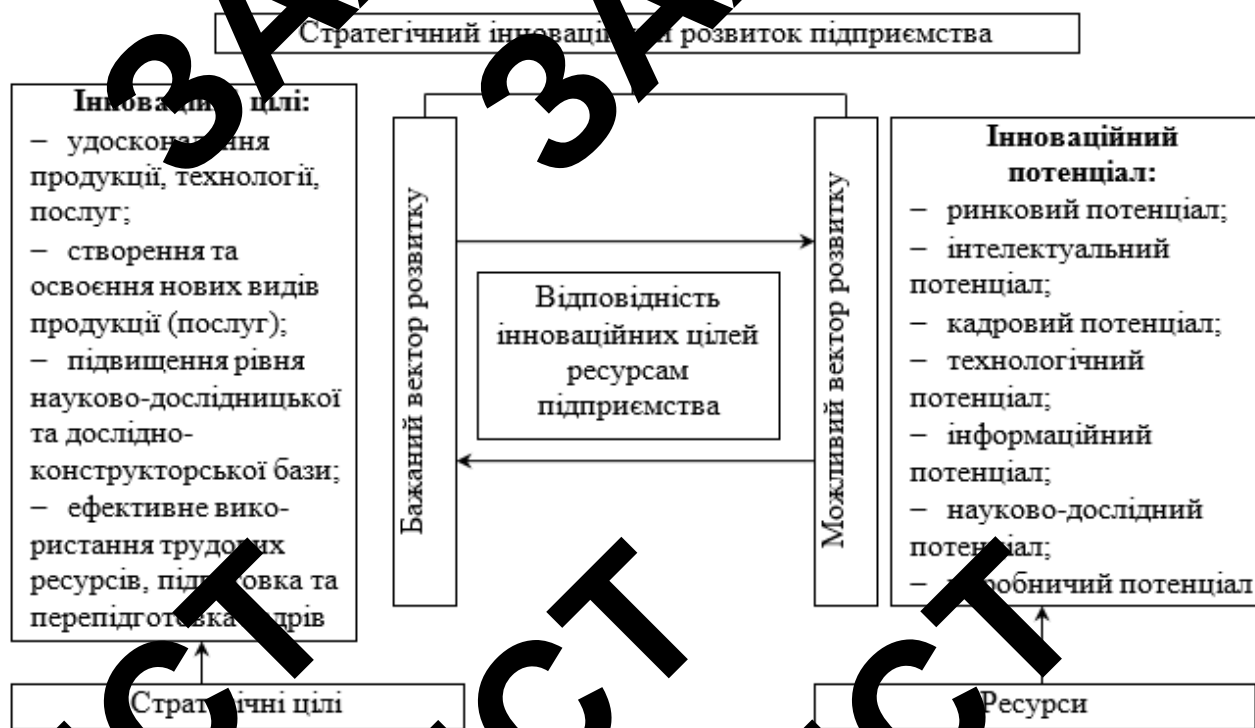 Стратегічний інноваційний розвиток підприємства
Інноваційні цілі:
– удосконалення
продукції, технології,
послуг;
– створення та
освоєння нових видів
продукції (послуг);
– підвищення рівня
науково-дослідницької
та дослідно-
конструкторської бази;
– ефективне вико-
ристання трудових
ресурсів, підготовка та
перепідготовка кадрів
Стратегічні цілі
Бажаний вектор розвитку
Відповідність
інноваційних цілей
ресурсам
підприємства
Можливий вектор розвитку
Інноваційний
потенціал:
– ринковий потенціал;
– інтелектуальний
потенціал;
– кадровий потенціал;
– технологічний
потенціал;
– інформаційний
потенціал;
– науково-дослідний
потенціал;
– виробничий потенціал
Ресурси